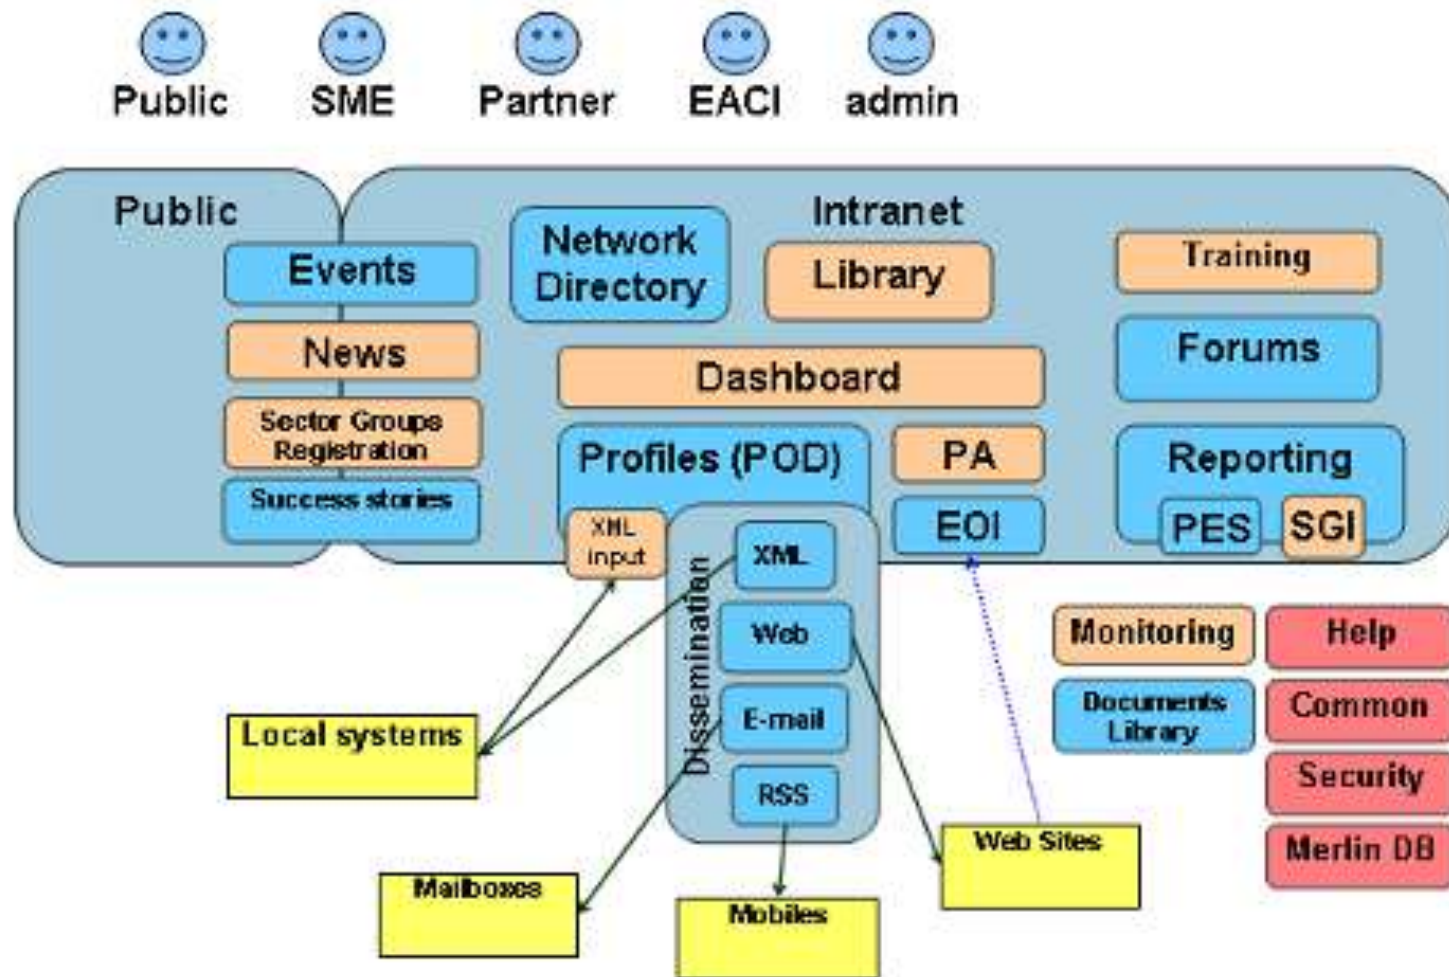 Public
SME
Partner
EACI
admin
Public
Intranet
Events
News
Sector Groups
Registration
Success stories
Network
Directory
Library
Training
Forums
Dashboard
Profiles (POD)
PA
EOI
Reporting
PES
SGI
XML
input
Dissemination
XML
Web
E-mail
RSS
Monitoring
Help
Documents
Library
Common
Security
Merlin DB
Local systems
Mailboxes
Mobiles
Web Sites